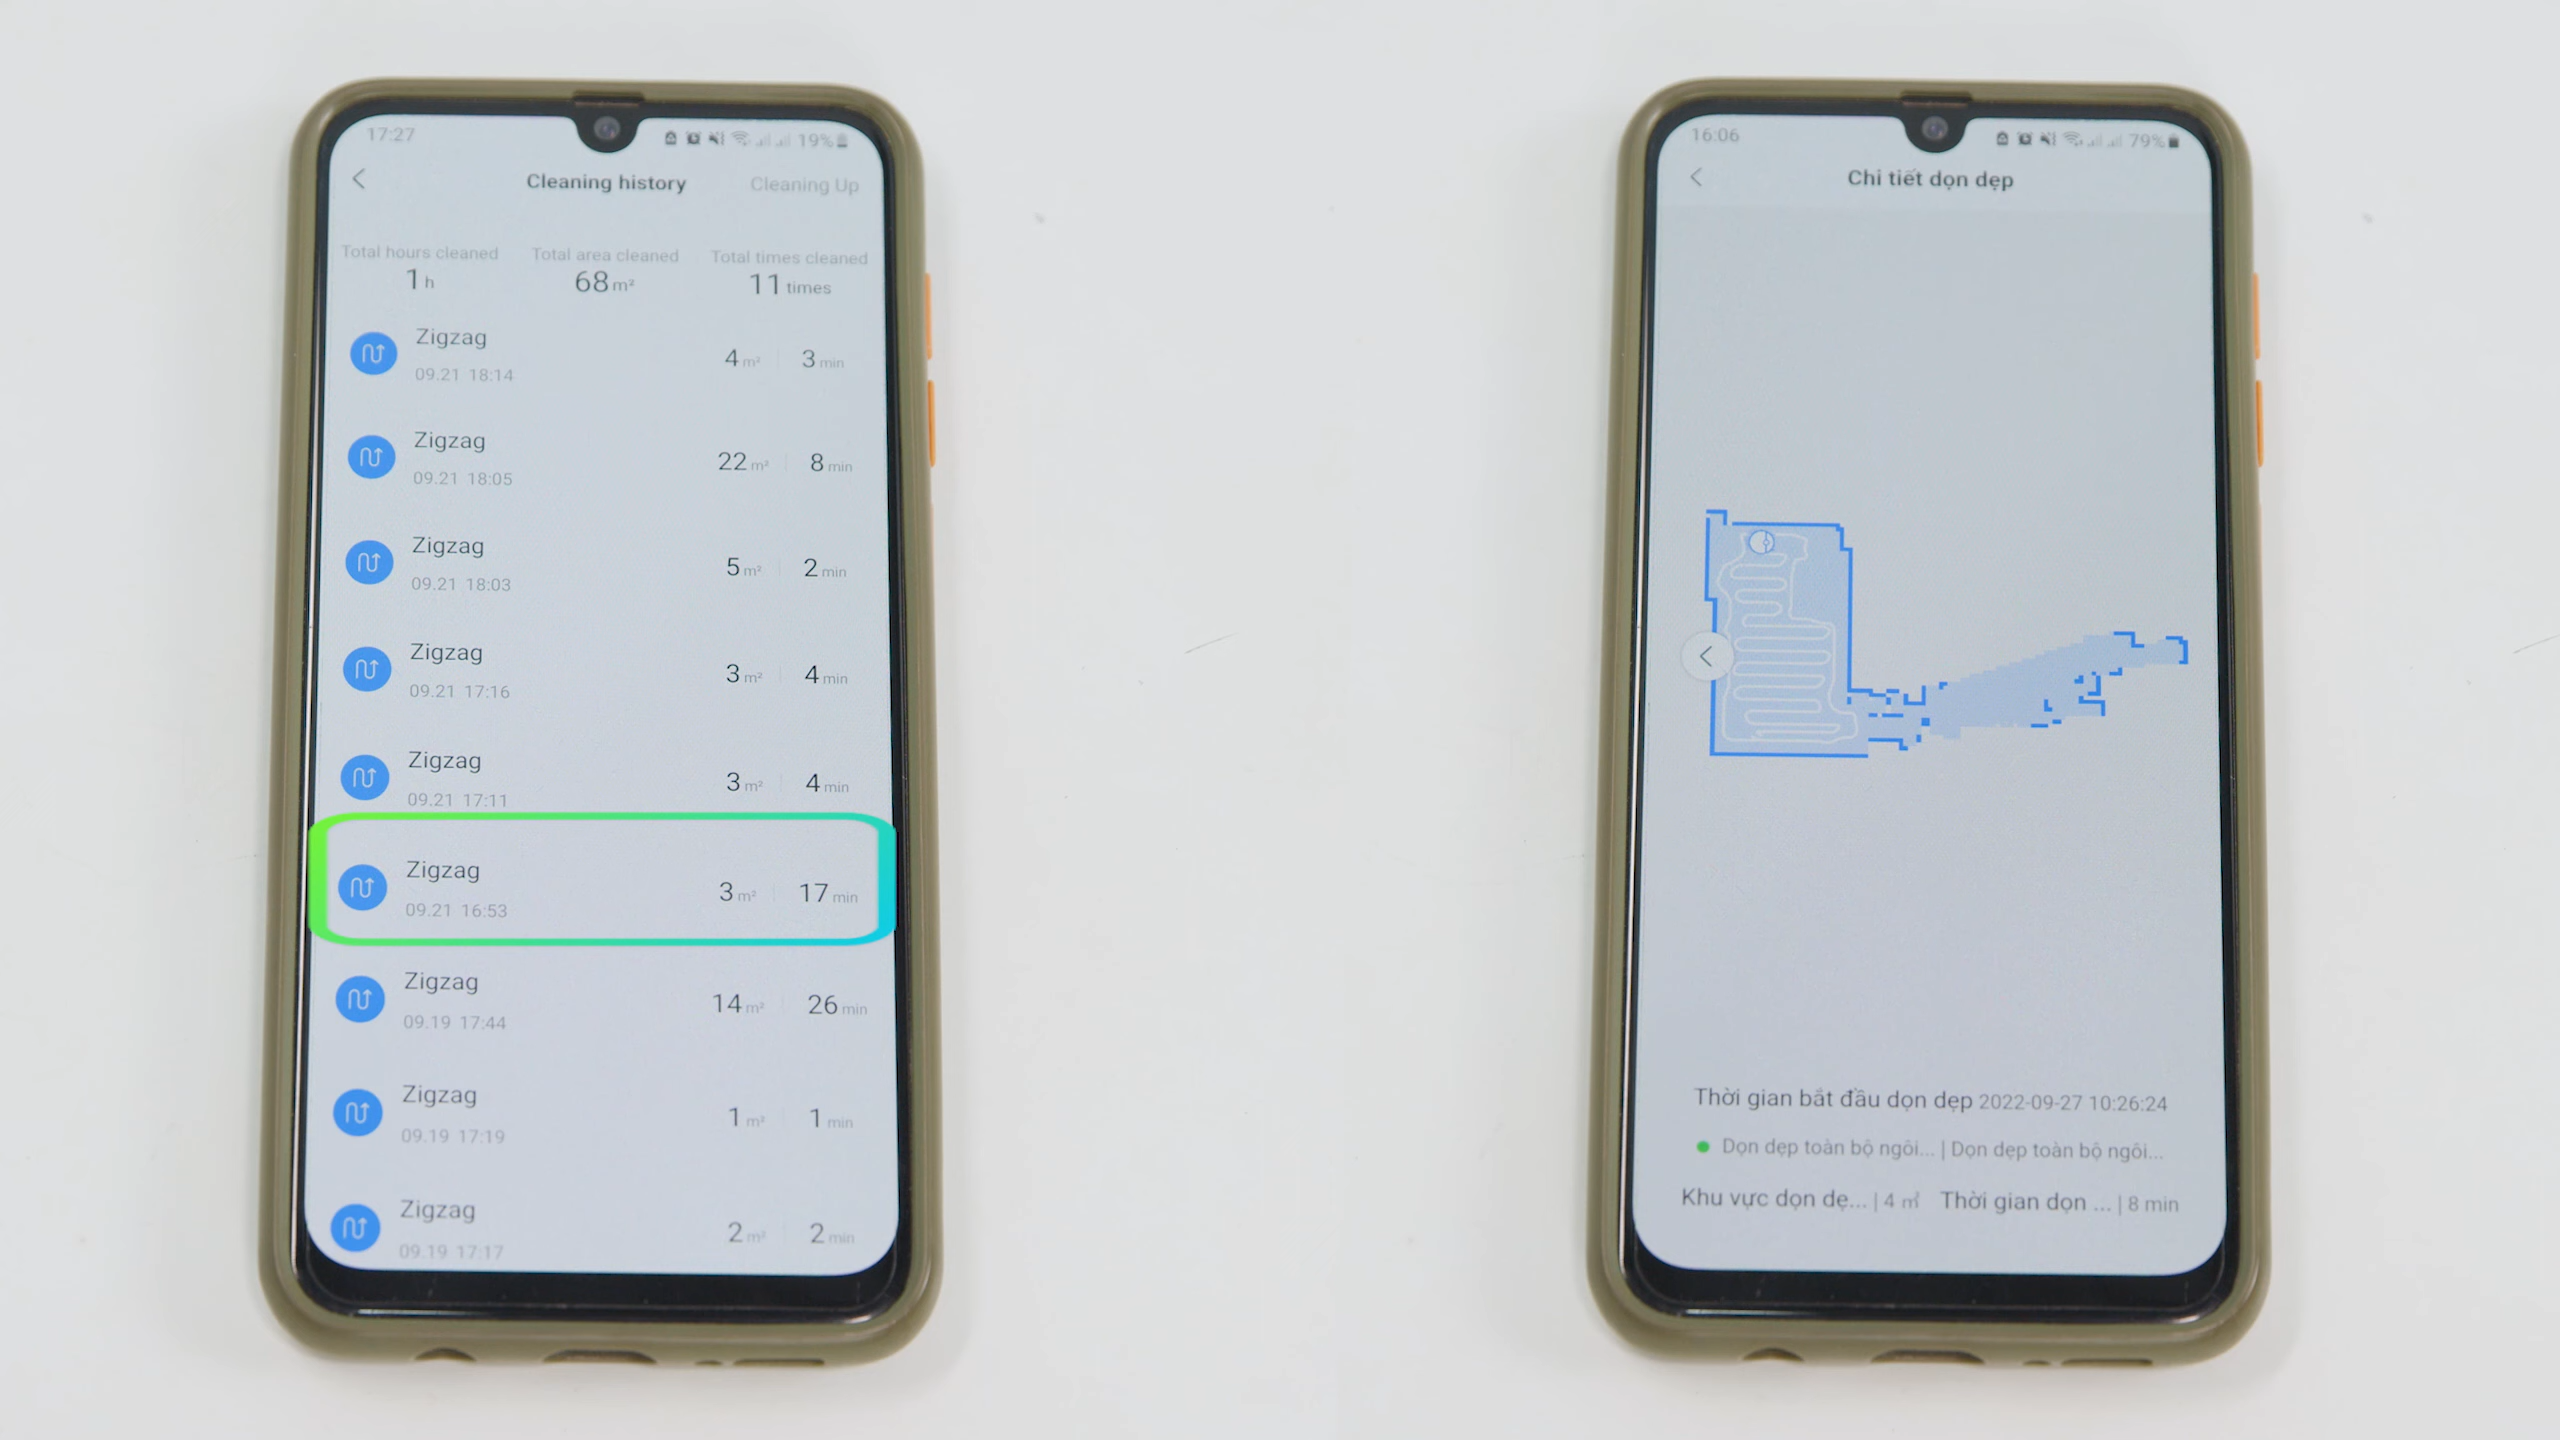 17:27
19%
Cleaning history
Cleaning Up
Total hours cleaned
Total area cleaned
Total times cleaned
1 h
68 m²
11 times
Zigzag
4 m² 3 min
09.21 18:14
Zigzag
22 m² 8 min
09.21 18:05
Zigzag
5 m² 2 min
09.21 18:03
Zigzag
3 m² 4 min
09.21 17:16
Zigzag
3 m² 4 min
09.21 17:11
Zigzag
3 m² 17 min
09.21 16:53
Zigzag
14 m² 26 min
09.19 17:44
Zigzag
1 m² 1 min
09.19 17:19
Zigzag
2 m² 2 min
09.19 17:17
16:06
79%
Chi tiết dọn dẹp
Thời gian bắt đầu dọn dẹp 2022-09-27 10:26:24
Dọn dẹp toàn bộ ngôi... | Dọn dẹp toàn bộ ngôi...
Khu vực dọn dẹ... | 4 ㎡ Thời gian dọn ... | 8 min